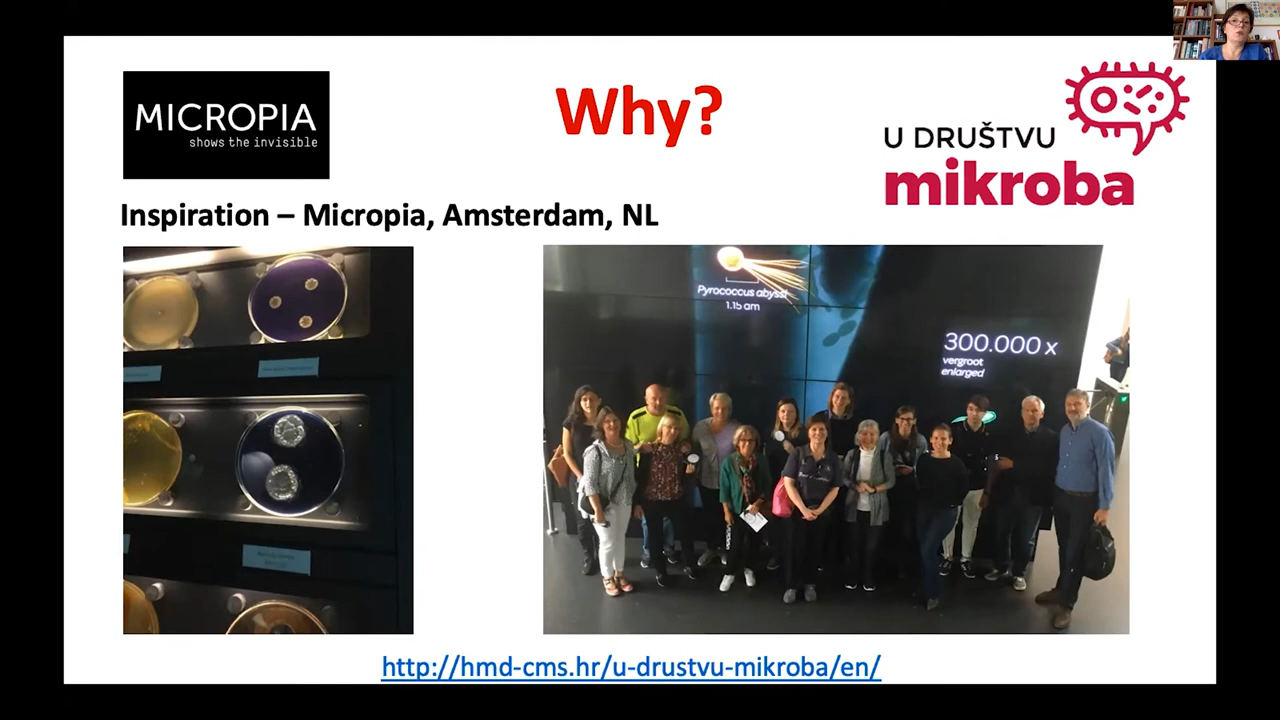 MICROPIA
shows the invisible
Why?
U DRUŠTVU
mikroba
Inspiration – Micropia, Amsterdam, NL
Pyrococcus abyssi
1.15 am
300.000 x
vergroot
enlarged
http://hmd-cms.hr/u-drustvu-mikroba/en/